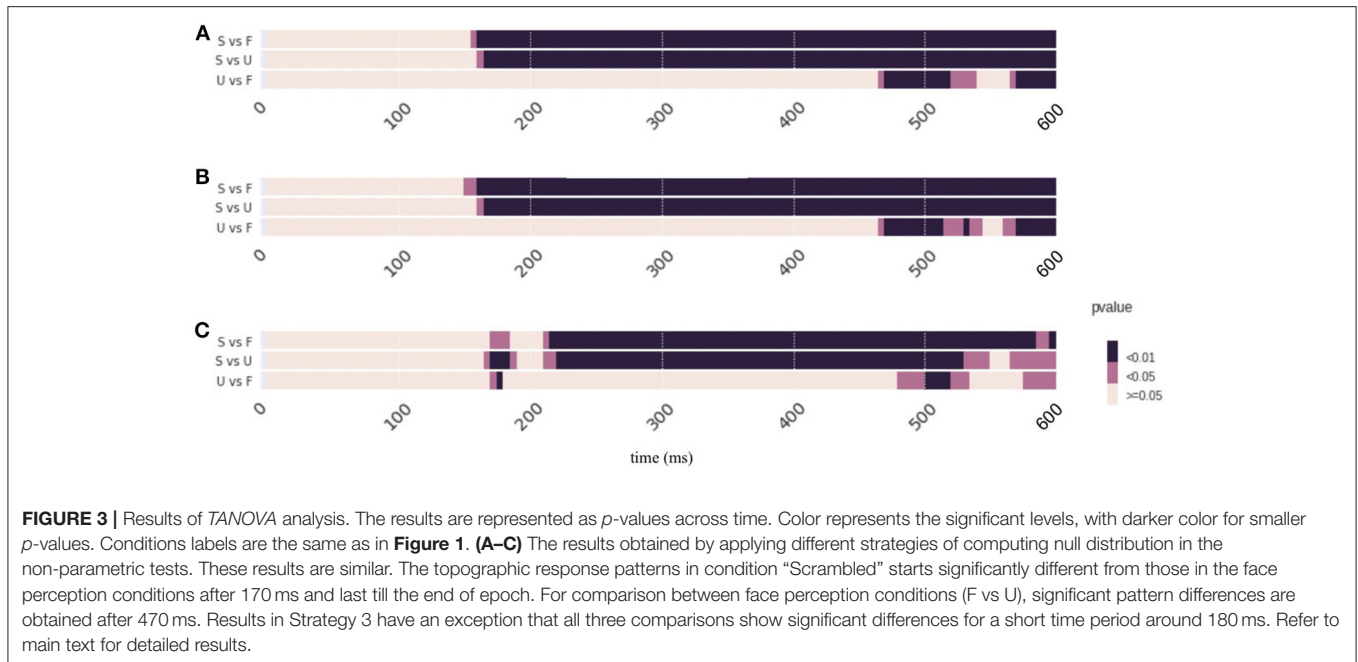 A
S vs F
S vs U
U vs F
0 100 200 300 400 500 600
B
S vs F
S vs U
U vs F
0 100 200 300 400 500 600
C
S vs F
S vs U
U vs F
0 100 200 300 400 500 600
time (ms)
pvalue
<0.01
<0.05
>=0.05
FIGURE 3 | Results of TANOVA analysis. The results are represented as p-values across time. Color represents the significant levels, with darker color for smaller
p-values. Conditions labels are the same as in Figure 1. (A–C) The results obtained by applying different strategies of computing null distribution in the
non-parametric tests. These results are similar. The topographic response patterns in condition “Scrambled” starts significantly different from those in the face
perception conditions after 170 ms and last till the end of epoch. For comparison between face perception conditions (F vs U), significant pattern differences are
obtained after 470 ms. Results in Strategy 3 have an exception that all three comparisons show significant differences for a short time period around 180 ms. Refer to
main text for detailed results.